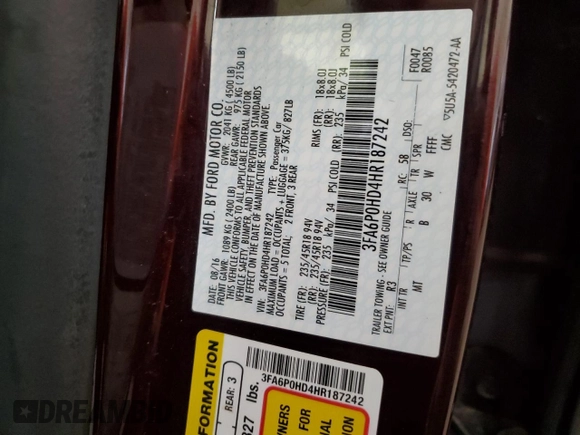 MFD. BY FORD MOTOR CO.
DATE: 08/16 GVWR: 2041 KG ( 4500 LB)
FRONT GAWR: 1089 KG ( 2400 LB) REAR GAWR: 975 KG ( 2150 LB)
THIS VEHICLE CONFORMS TO ALL APPLICABLE FEDERAL MOTOR
VEHICLE SAFETY, BUMPER, AND THEFT PREVENTION STANDARDS
IN EFFECT ON THE DATE OF MANUFACTURE SHOWN ABOVE.
VIN: 3FA6P0HD4HR187242 TYPE: Passenger Car
MAXIMUM LOAD = OCCUPANTS + LUGGAGE = 375KG/ 827LB
OCCUPANTS = 5 TOTAL: 2 FRONT, 3 REAR
TIRE (FR): 235/45R18 94V RIMS (FR): 18x8.0J
(RR): 235/45R18 94V (RR): 18x8.0J
PRESSURE (FR): 235 kPa/ 34 PSI COLD (RR): 235 kPa/ 34 PSI COLD
3FA6P0HD4HR187242
TRAILER TOWING - SEE OWNER GUIDE
F0047
R0085
EXT PNT: R3 RC: 58 DSO:
INT TR TP/PS R AXLE TR SPR
MT B 30 W FFFF
CMC 5U5A-5420472-AA
FORMATION
REAR: 3
827 lbs.
3FA6P0HD4HR187242
WNERS
FOR
NAL
TION
DREAMBID